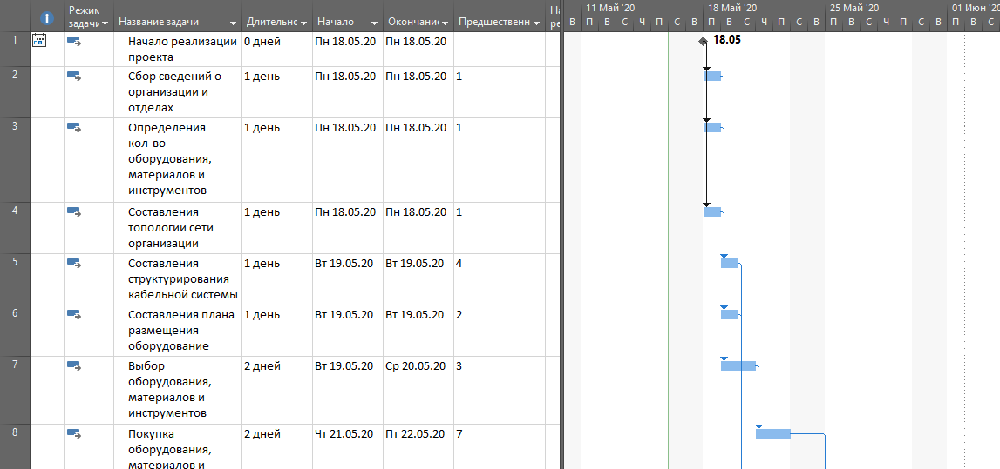 Режим задачи Название задачи Длительно Начало Окончание Предшественн На ре
11 Май '20 18 Май '20 25 Май '20 01 Июн '20
В П В С Ч П С В П В С Ч П С В П В С Ч П С В П В
1 Начало реализации проекта 0 дней Пн 18.05.20 Пн 18.05.20 18.05
2 Сбор сведений о организации и отделах 1 день Пн 18.05.20 Пн 18.05.20 1
3 Определения кол-во оборудования, материалов и инструментов 1 день Пн 18.05.20 Пн 18.05.20 1
4 Составления топологии сети организации 1 день Пн 18.05.20 Пн 18.05.20 1
5 Составления структурирования кабельной системы 1 день Вт 19.05.20 Вт 19.05.20 4
6 Составления плана размещения оборудование 1 день Вт 19.05.20 Вт 19.05.20 2
7 Выбор оборудования, материалов и инструментов 2 дней Вт 19.05.20 Ср 20.05.20 3
8 Покупка оборудования, материалов и 2 дней Чт 21.05.20 Пт 22.05.20 7